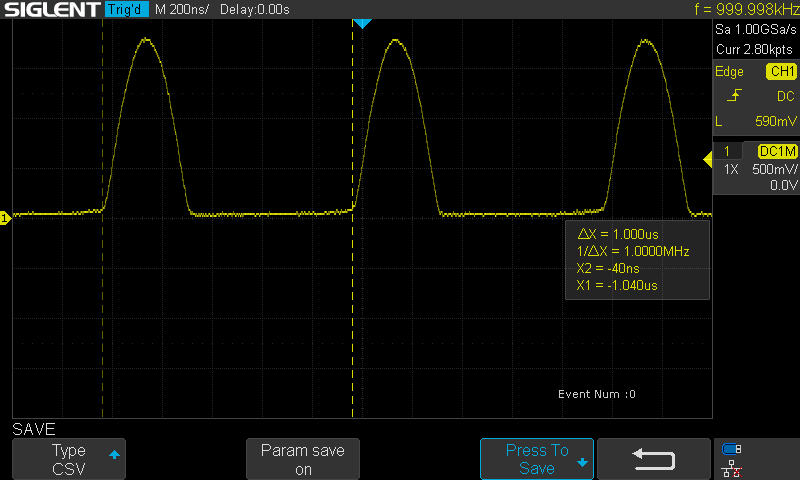 SIGLENT Trig'd M 200ns/ Delay:0.00s f = 999.998kHz
Sa 1.00GSa/s
Curr 2.80kpts
Edge CH1
DC
L 590mV
1 DC1M
1X 500mV/
0.0V
1
ΔX = 1.000us
1/ΔX = 1.0000MHz
X2 = -40ns
X1 = -1.040us
Event Num :0
SAVE
Type
CSV
Param save
on
Press To
Save